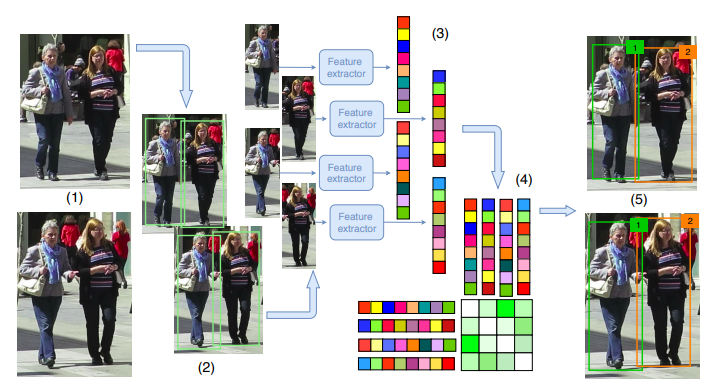 (1)
(2)
Feature
extractor
Feature
extractor
Feature
extractor
Feature
extractor
(3)
(4)
1
2
(5)
1
2